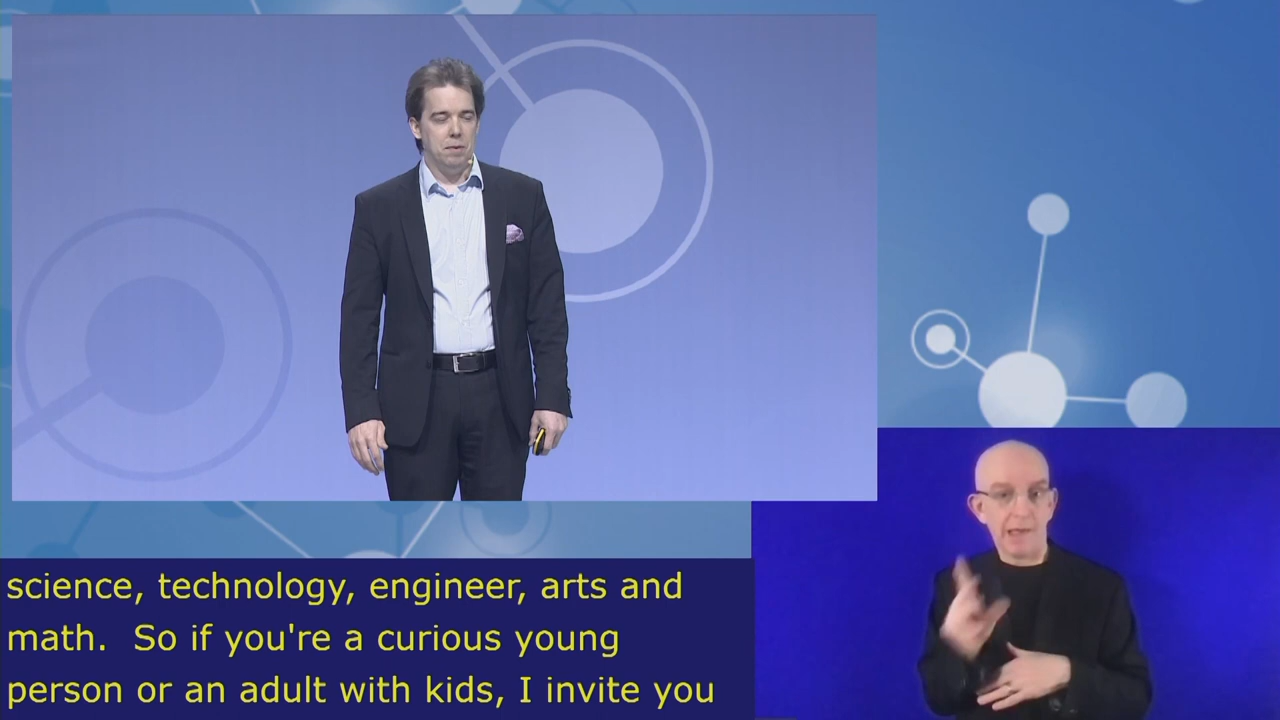 science, technology, engineer, arts and
math.  So if you're a curious young
person or an adult with kids, I invite you